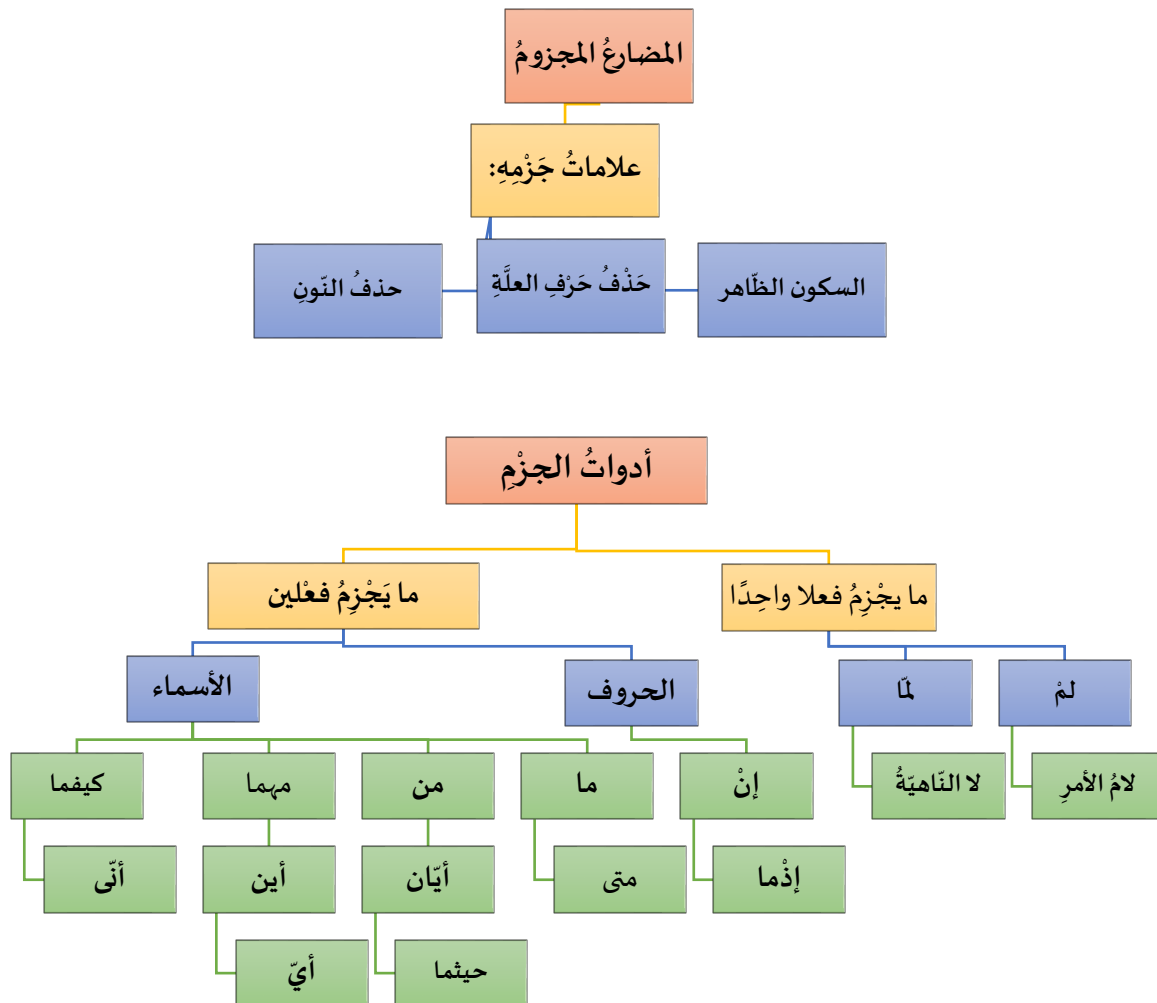 المضارعُ المجزومُ
علاماتُ جَزْمِهِ:
السكون الظّاهر
حَذْفُ حَرْفِ العلَّةِ
حذفُ النّونِ
أدواتُ الجزْمِ
ما يجْزِمُ فعلا واحِدًا
ما يَجْزِمُ فعْلين
لمْ
لمّا
الحروف
الأسماء
لامُ الأمرِ
لا النّاهيّةُ
إنْ
ما
من
مهما
كيفما
إذْما
متى
أيّان
أين
أنّى
حيثما
أيّ